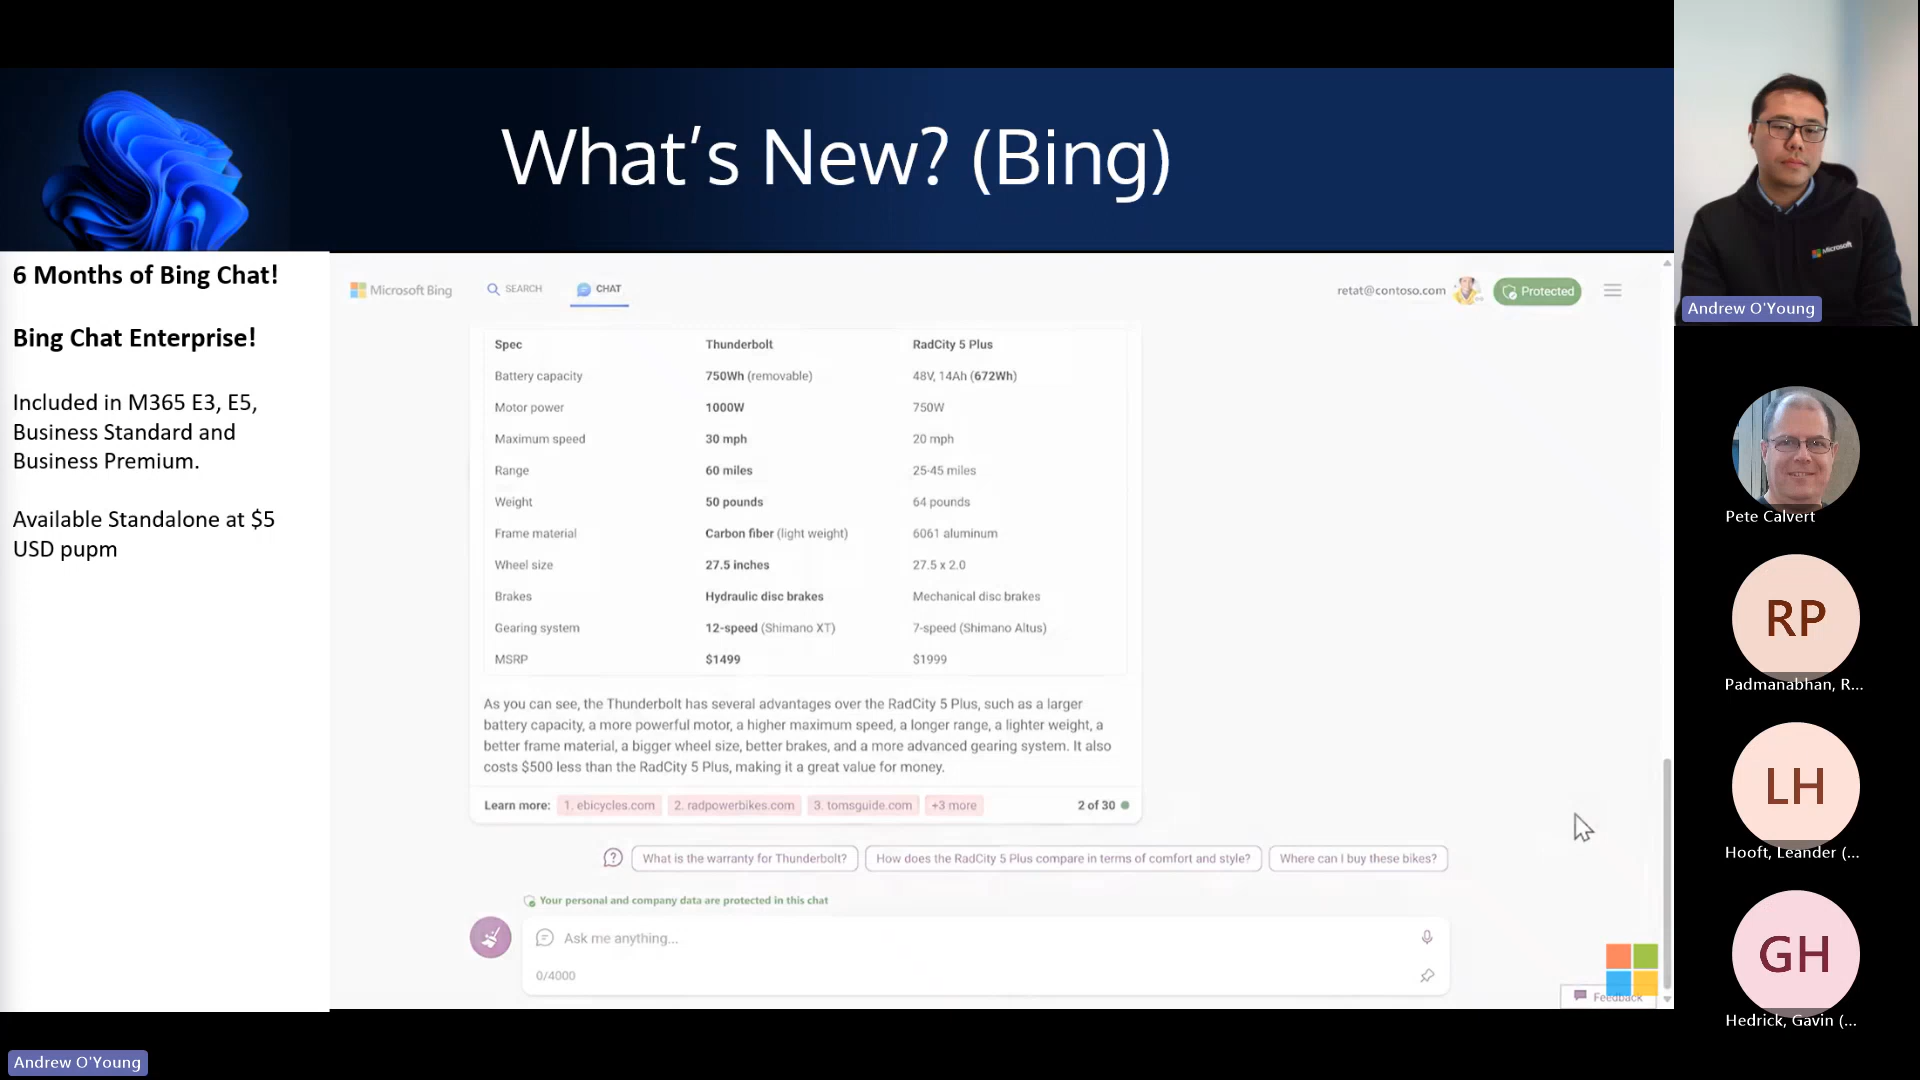 What's New? (Bing)
6 Months of Bing Chat!
Bing Chat Enterprise!
Included in M365 E3, E5,
Business Standard and
Business Premium.
Available Standalone at $5
USD pupm
Microsoft Bing
SEARCH
CHAT
retat@contoso.com
Protected
Spec Thunderbolt RadCity 5 Plus
Battery capacity 750Wh (removable) 48V, 14Ah (672Wh)
Motor power 1000W 750W
Maximum speed 30 mph 20 mph
Range 60 miles 25-45 miles
Weight 50 pounds 64 pounds
Frame material Carbon fiber (light weight) 6061 aluminum
Wheel size 27.5 inches 27.5 x 2.0
Brakes Hydraulic disc brakes Mechanical disc brakes
Gearing system 12-speed (Shimano XT) 7-speed (Shimano Altus)
MSRP $1499 $1999
As you can see, the Thunderbolt has several advantages over the RadCity 5 Plus, such as a larger
battery capacity, a more powerful motor, a higher maximum speed, a longer range, a lighter weight, a
better frame material, a bigger wheel size, better brakes, and a more advanced gearing system. It also
costs $500 less than the RadCity 5 Plus, making it a great value for money.
Learn more: 1. ebicycles.com 2. radpowerbikes.com 3. tomsguide.com +3 more 2 of 30
What is the warranty for Thunderbolt? How does the RadCity 5 Plus compare in terms of comfort and style? Where can I buy these bikes?
Your personal and company data are protected in this chat
Ask me anything...
0/4000
Feedback
Microsoft
Andrew O'Young
Pete Calvert
RP
Padmanabhan, R...
LH
Hooft, Leander (...
GH
Hedrick, Gavin (...
Andrew O'Young